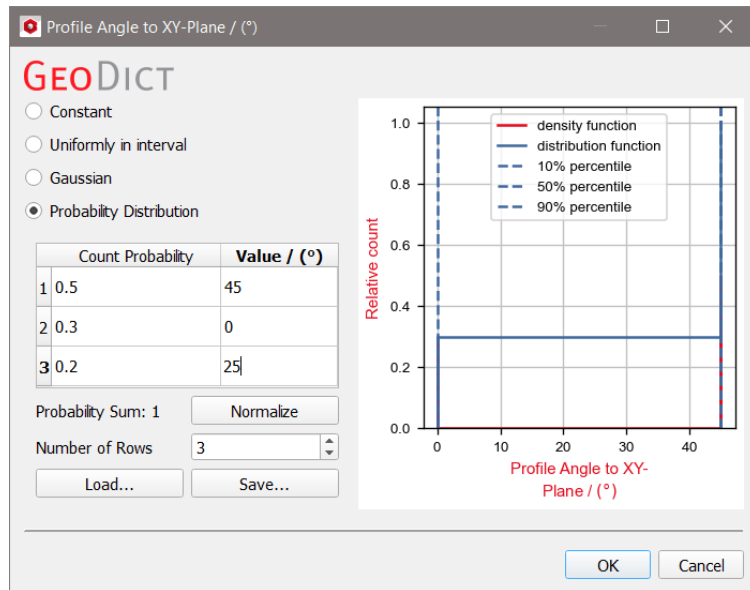 Profile Angle to XY-Plane / (°)
GEODICT
Constant
Uniformly in interval
Gaussian
Probability Distribution
Count Probability Value / (°)
1 0.5 45
2 0.3 0
3 0.2 25
Probability Sum: 1 Normalize
Number of Rows 3
Load... Save...
density function
distribution function
10% percentile
50% percentile
90% percentile
Relative count
1.0
0.8
0.6
0.4
0.2
0.0
0 10 20 30 40
Profile Angle to XY-
Plane / (°)
OK Cancel